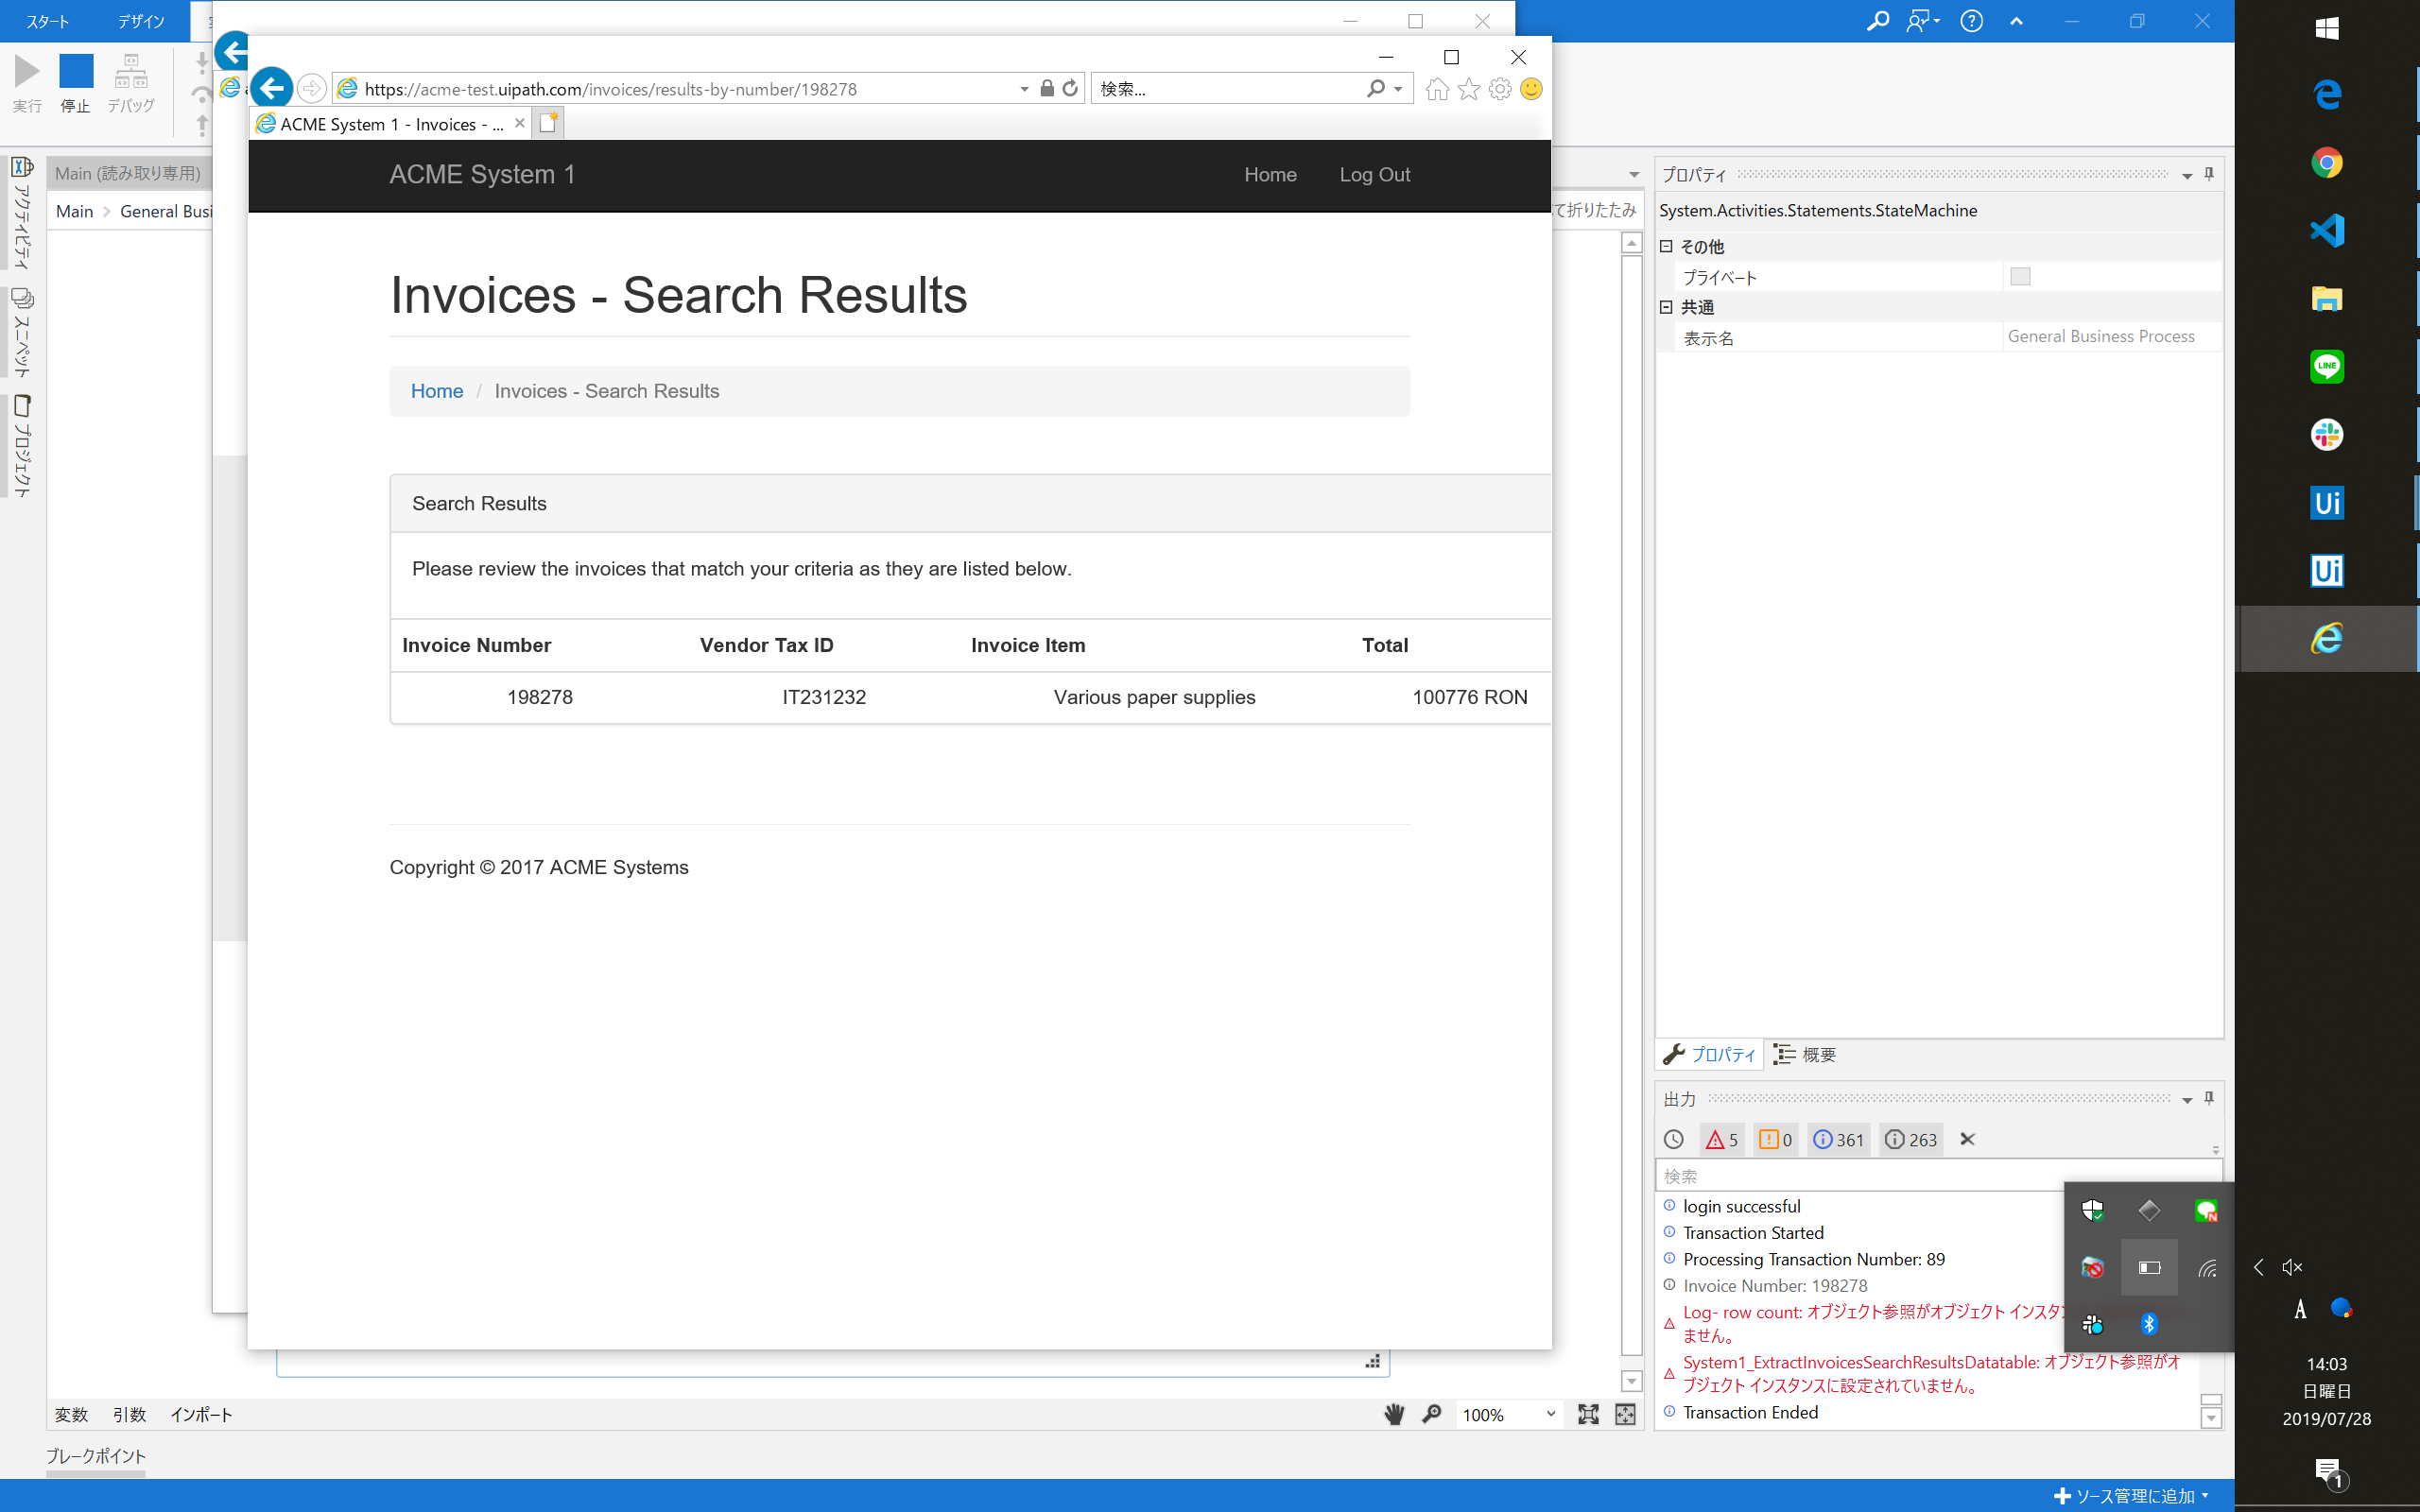 スタート デザイン
実行 停止 デバッグ
https://acme-test.uipath.com/invoices/results-by-number/198278
検索...
ACME System 1 - Invoices - ...
ACME System 1 Home Log Out
Invoices - Search Results
Home / Invoices - Search Results
Search Results
Please review the invoices that match your criteria as they are listed below.
Invoice Number Vendor Tax ID Invoice Item Total
198278 IT231232 Various paper supplies 100776 RON
Copyright © 2017 ACME Systems
Main (読み取り専用)
Main General Busi
アクティビティ
スニペット
プロジェクト
て折りたたみ
プロパティ
System.Activities.Statements.StateMachine
その他
プライベート
共通
表示名 General Business Process
プロパティ 概要
出力
5 0 361 263
検索
login successful
Transaction Started
Processing Transaction Number: 89
Invoice Number: 198278
Log- row count: オブジェクト参照がオブジェクト インスタン
ません。
System1_ExtractInvoicesSearchResultsDatatable: オブジェクト参照がオ
ブジェクト インスタンスに設定されていません。
Transaction Ended
変数 引数 インポート
100%
ブレークポイント
ソース管理に追加
LINE
Ui
Ui
A
14:03
日曜日
2019/07/28
1